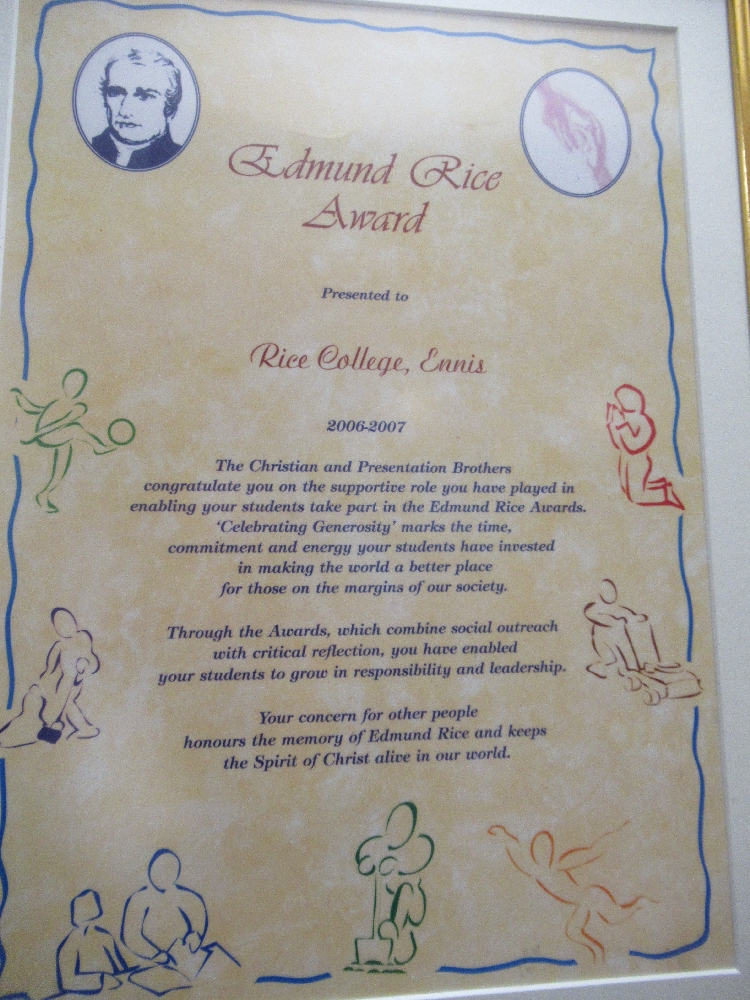 Edmund Rice
Award
Presented to
Rice College, Ennis
2006-2007
The Christian and Presentation Brothers
congratulate you on the supportive role you have played in
enabling your students take part in the Edmund Rice Awards.
'Celebrating Generosity' marks the time,
commitment and energy your students have invested
in making the world a better place
for those on the margins of our society.
Through the Awards, which combine social outreach
with critical reflection, you have enabled
your students to grow in responsibility and leadership.
Your concern for other people
honours the memory of Edmund Rice and keeps
the Spirit of Christ alive in our world.